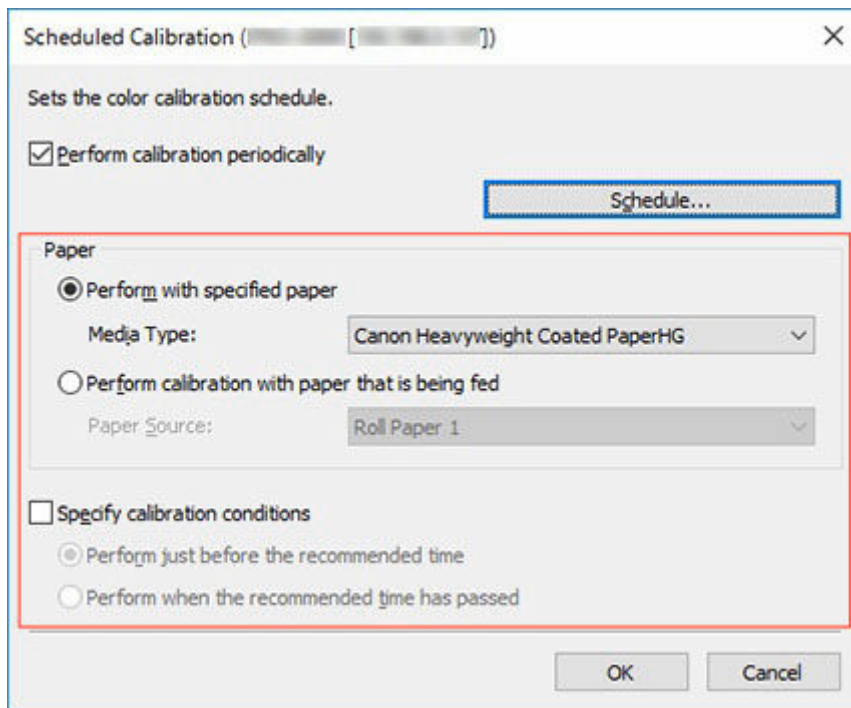 Scheduled Calibration ( [ ])
Sets the color calibration schedule.
Perform calibration periodically
Schedule...
Paper
Perform with specified paper
Media Type: Canon Heavyweight Coated PaperHG
Perform calibration with paper that is being fed
Paper Source: Roll Paper 1
Specify calibration conditions
Perform just before the recommended time
Perform when the recommended time has passed
OK Cancel